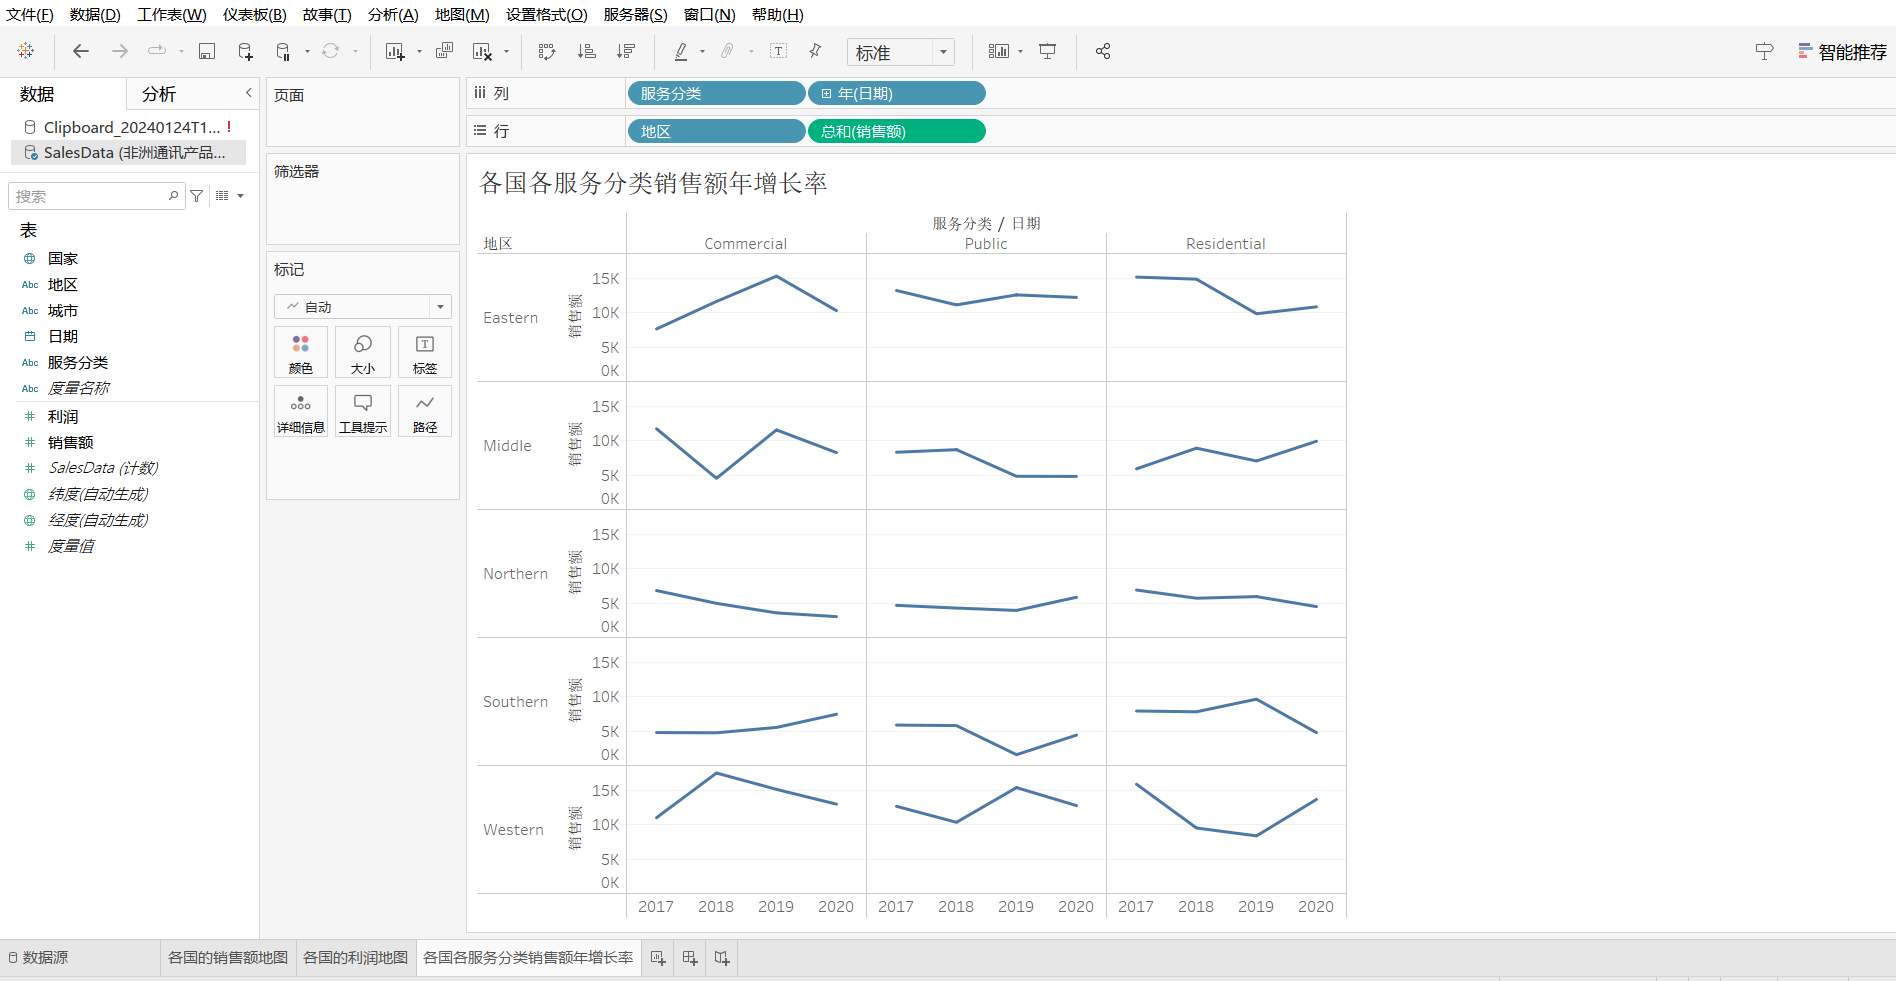 文件(F) 数据(D) 工作表(W) 仪表板(B) 故事(T) 分析(A) 地图(M) 设置格式(O) 服务器(S) 窗口(N) 帮助(H)
标准
智能推荐
数据 分析
Clipboard_20240124T1... !
SalesData (非洲通讯产品...
搜索
表
国家
Abc 地区
Abc 城市
日期
Abc 服务分类
Abc 度量名称
利润
销售额
SalesData (计数)
纬度(自动生成)
经度(自动生成)
度量值
页面
筛选器
标记
自动
颜色 大小 标签
详细信息 工具提示 路径
列 服务分类 年(日期)
行 地区 总和(销售额)
各国各服务分类销售额年增长率
服务分类 / 日期
地区 Commercial Public Residential
Eastern 销售额 15K 10K 5K 0K
Middle 销售额 15K 10K 5K 0K
Northern 销售额 15K 10K 5K 0K
Southern 销售额 15K 10K 5K 0K
Western 销售额 15K 10K 5K 0K
2017 2018 2019 2020 2017 2018 2019 2020 2017 2018 2019 2020
数据源 各国的销售额地图 各国的利润地图 各国各服务分类销售额年增长率